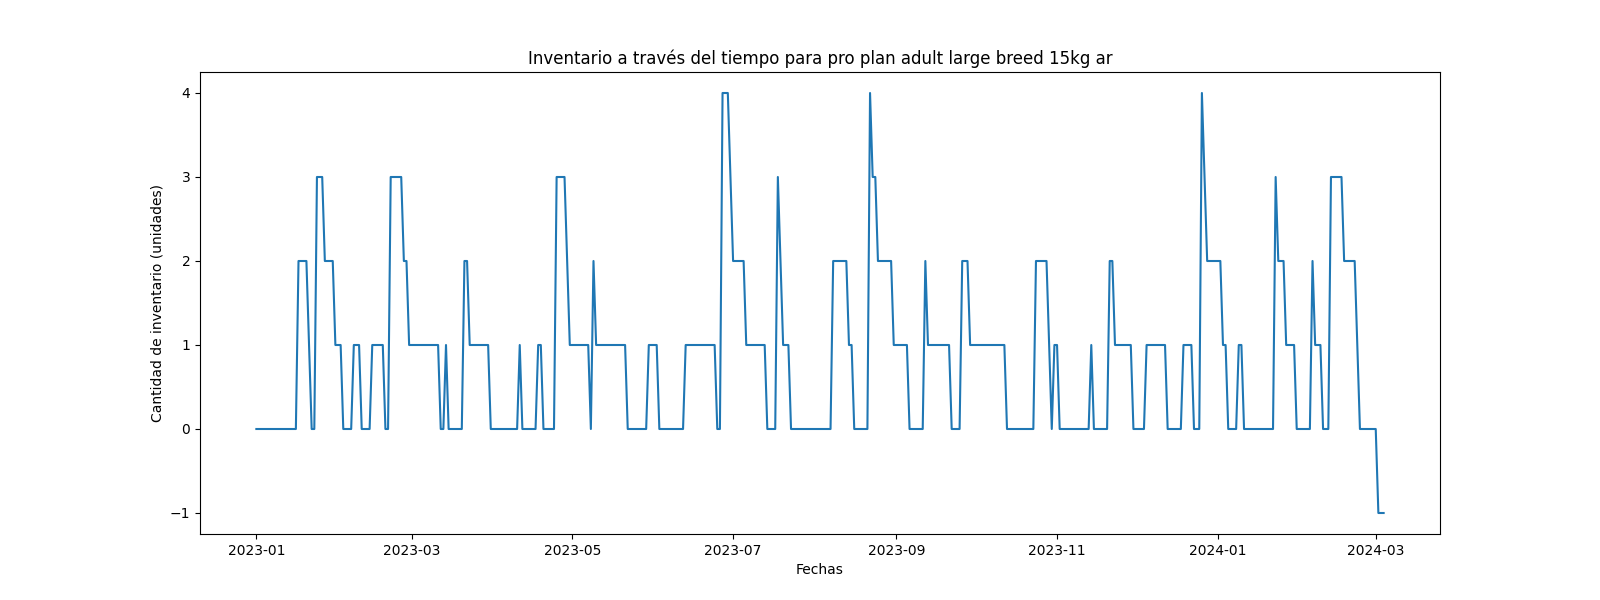 Inventario a través del tiempo para pro plan adult large breed 15kg ar
Cantidad de inventario (unidades)
4
3
2
1
0
−1
2023-01 2023-03 2023-05 2023-07 2023-09 2023-11 2024-01 2024-03
Fechas